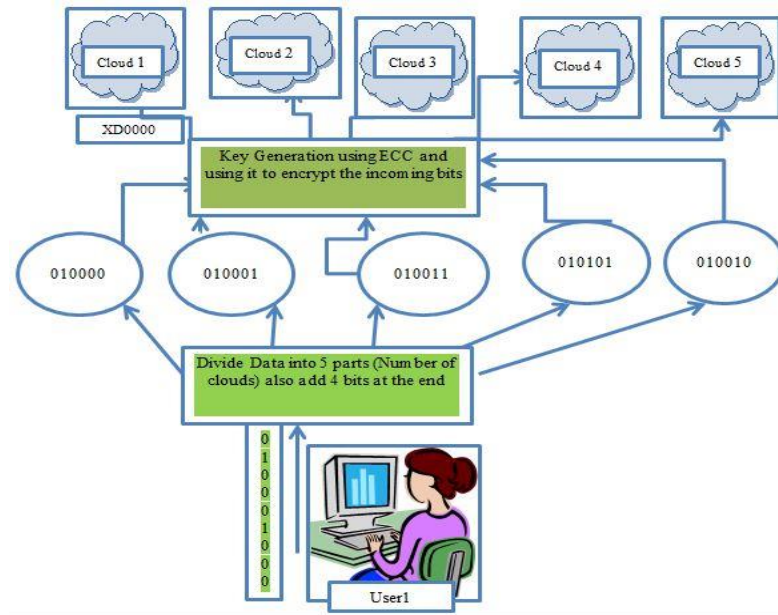 Cloud 1
Cloud 2
Cloud 3
Cloud 4
Cloud 5
XD0000
Key Generation using ECC and
using it to encrypt the incoming bits
010000
010001
010011
010101
010010
Divide Data into 5 parts (Number of
clouds) also add 4 bits at the end
0
1
0
0
0
1
0
0
0
User1